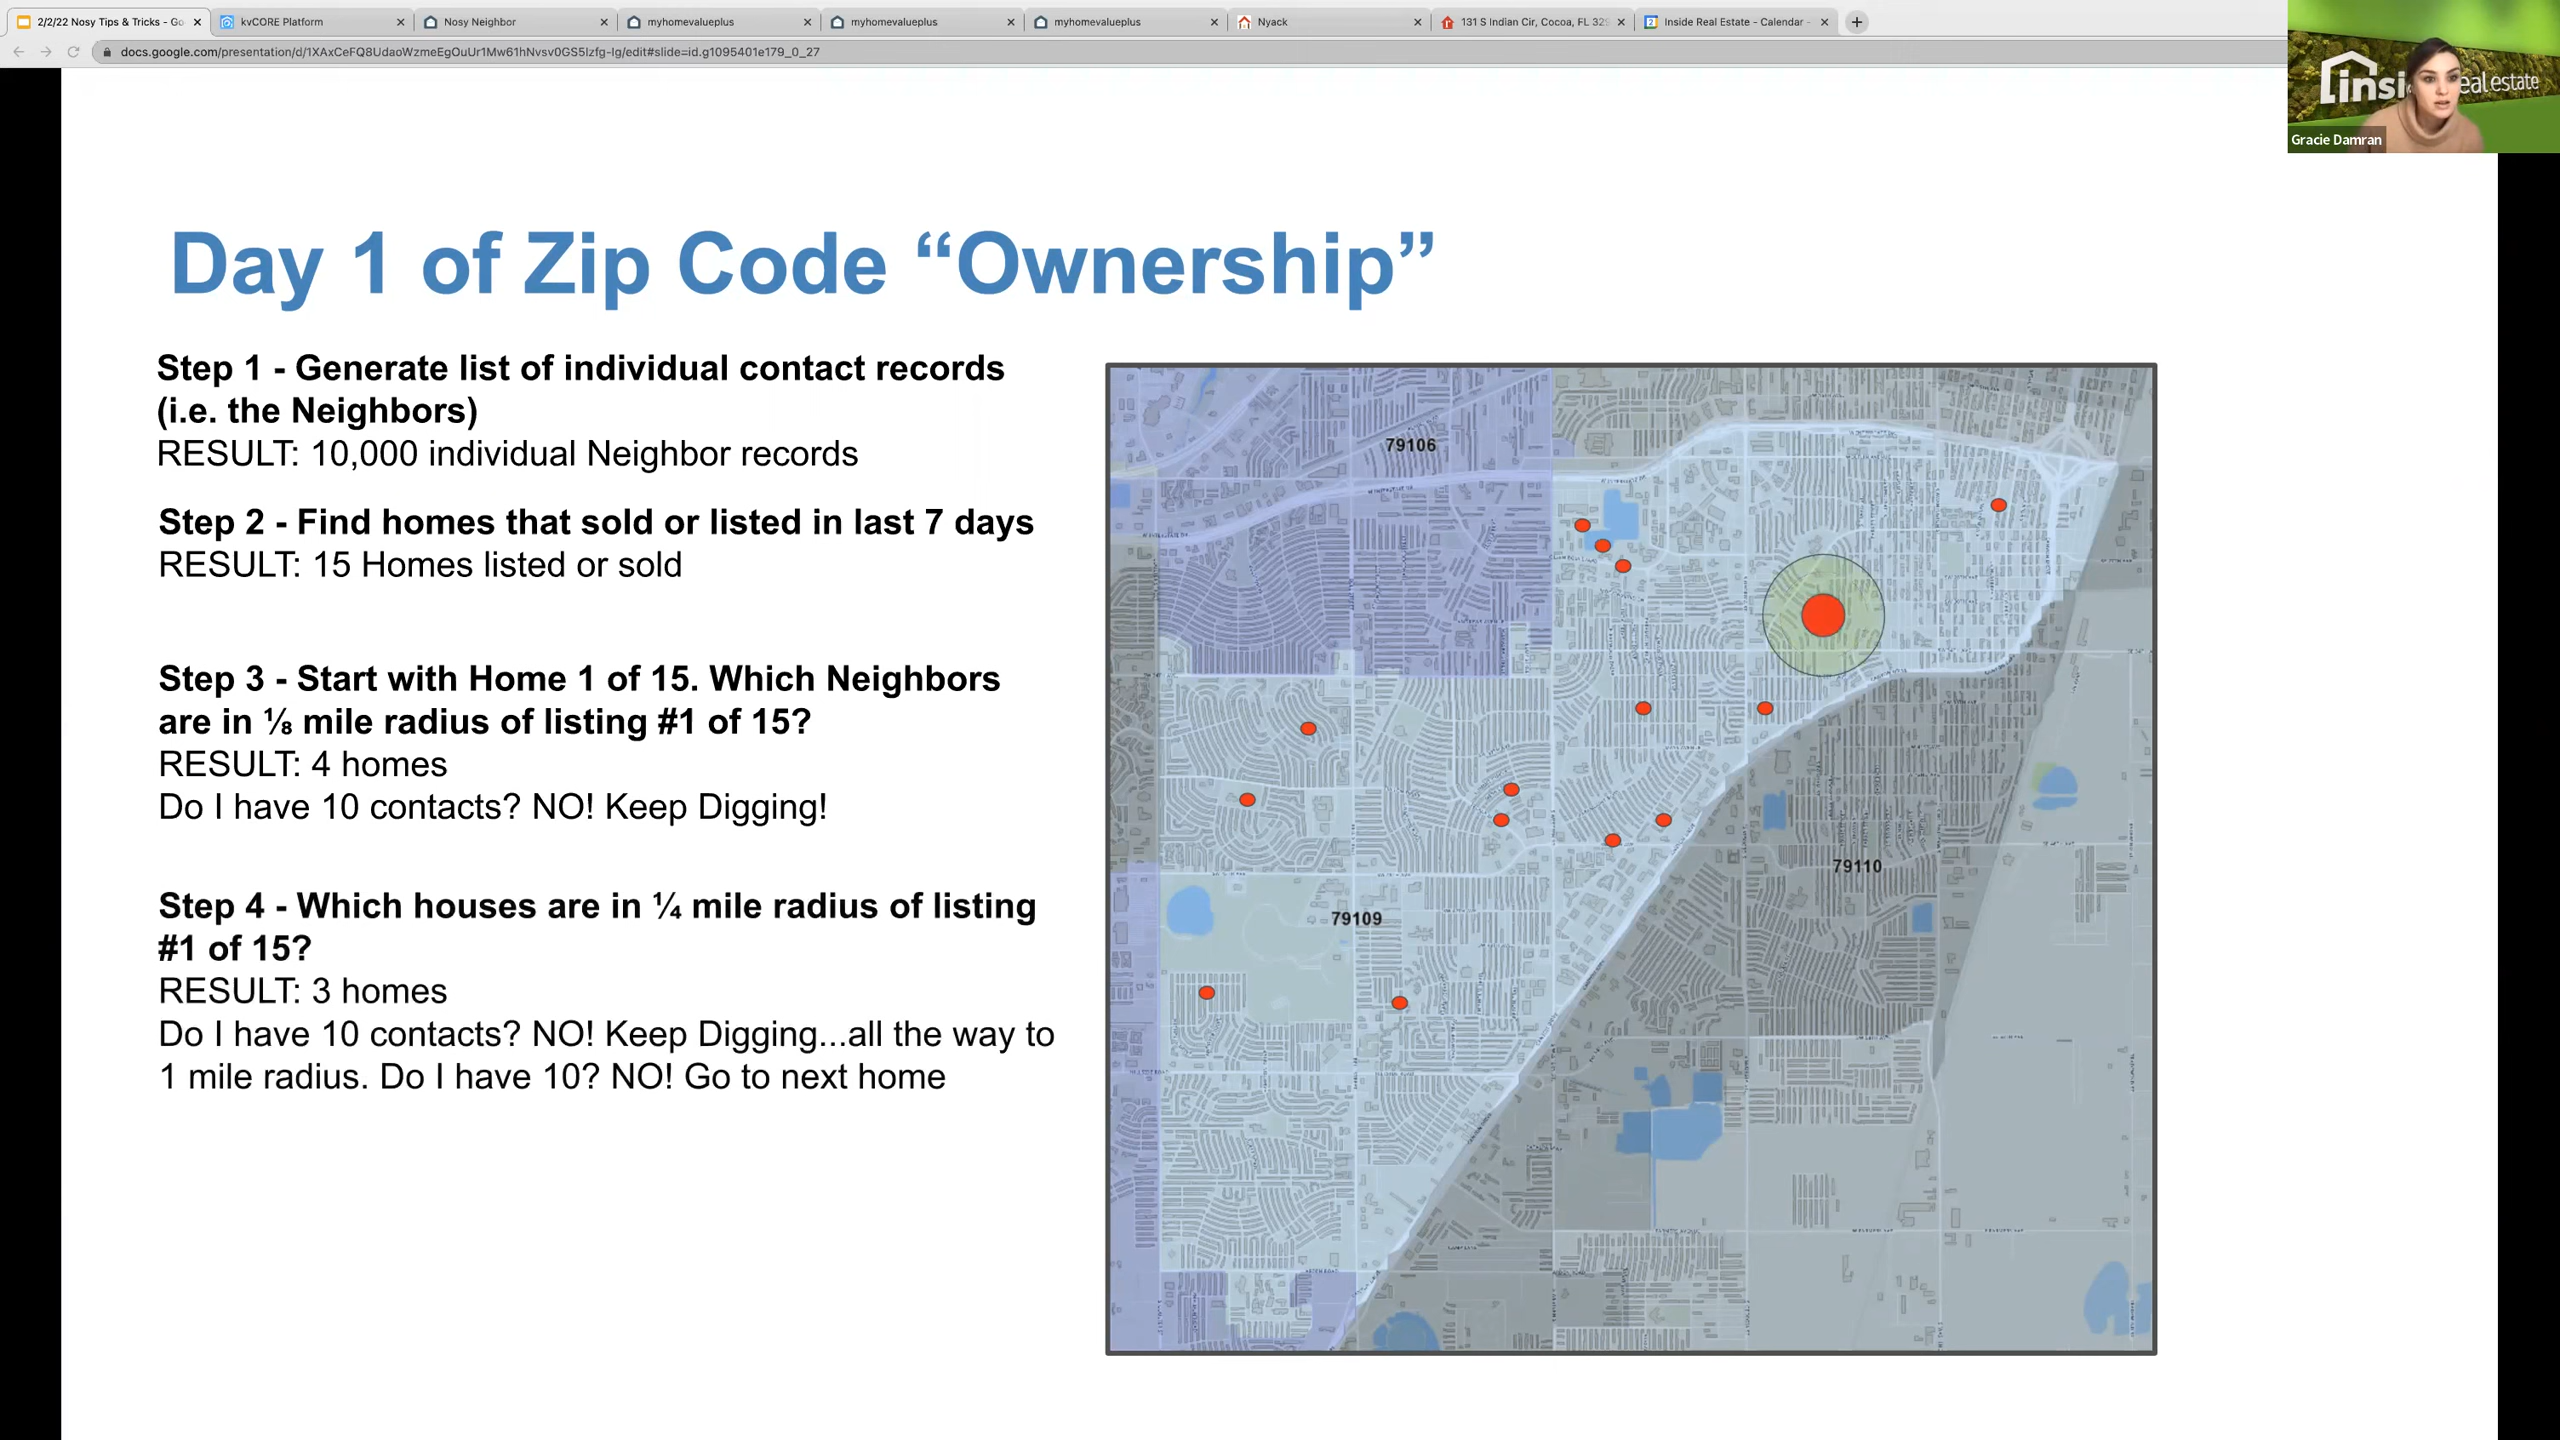 2/2/22 Nosy Tips & Tricks - Go
kvCORE Platform
Nosy Neighbor
myhomevalueplus
myhomevalueplus
myhomevalueplus
Nyack
131 S Indian Cir, Cocoa, FL 329
Inside Real Estate - Calendar -
docs.google.com/presentation/d/1XAxCeFQ8UdaoWzmeEgOuUr1Mw61hNvsv0GS5Izfg-Ig/edit#slide=id.g1095401e179_0_27
insi eal estate
Gracie Damran
Day 1 of Zip Code “Ownership”
Step 1 - Generate list of individual contact records
(i.e. the Neighbors)
RESULT: 10,000 individual Neighbor records
Step 2 - Find homes that sold or listed in last 7 days
RESULT: 15 Homes listed or sold
Step 3 - Start with Home 1 of 15. Which Neighbors
are in ⅛ mile radius of listing #1 of 15?
RESULT: 4 homes
Do I have 10 contacts? NO! Keep Digging!
Step 4 - Which houses are in ¼ mile radius of listing
#1 of 15?
RESULT: 3 homes
Do I have 10 contacts? NO! Keep Digging...all the way to
1 mile radius. Do I have 10? NO! Go to next home
79106
79110
79109